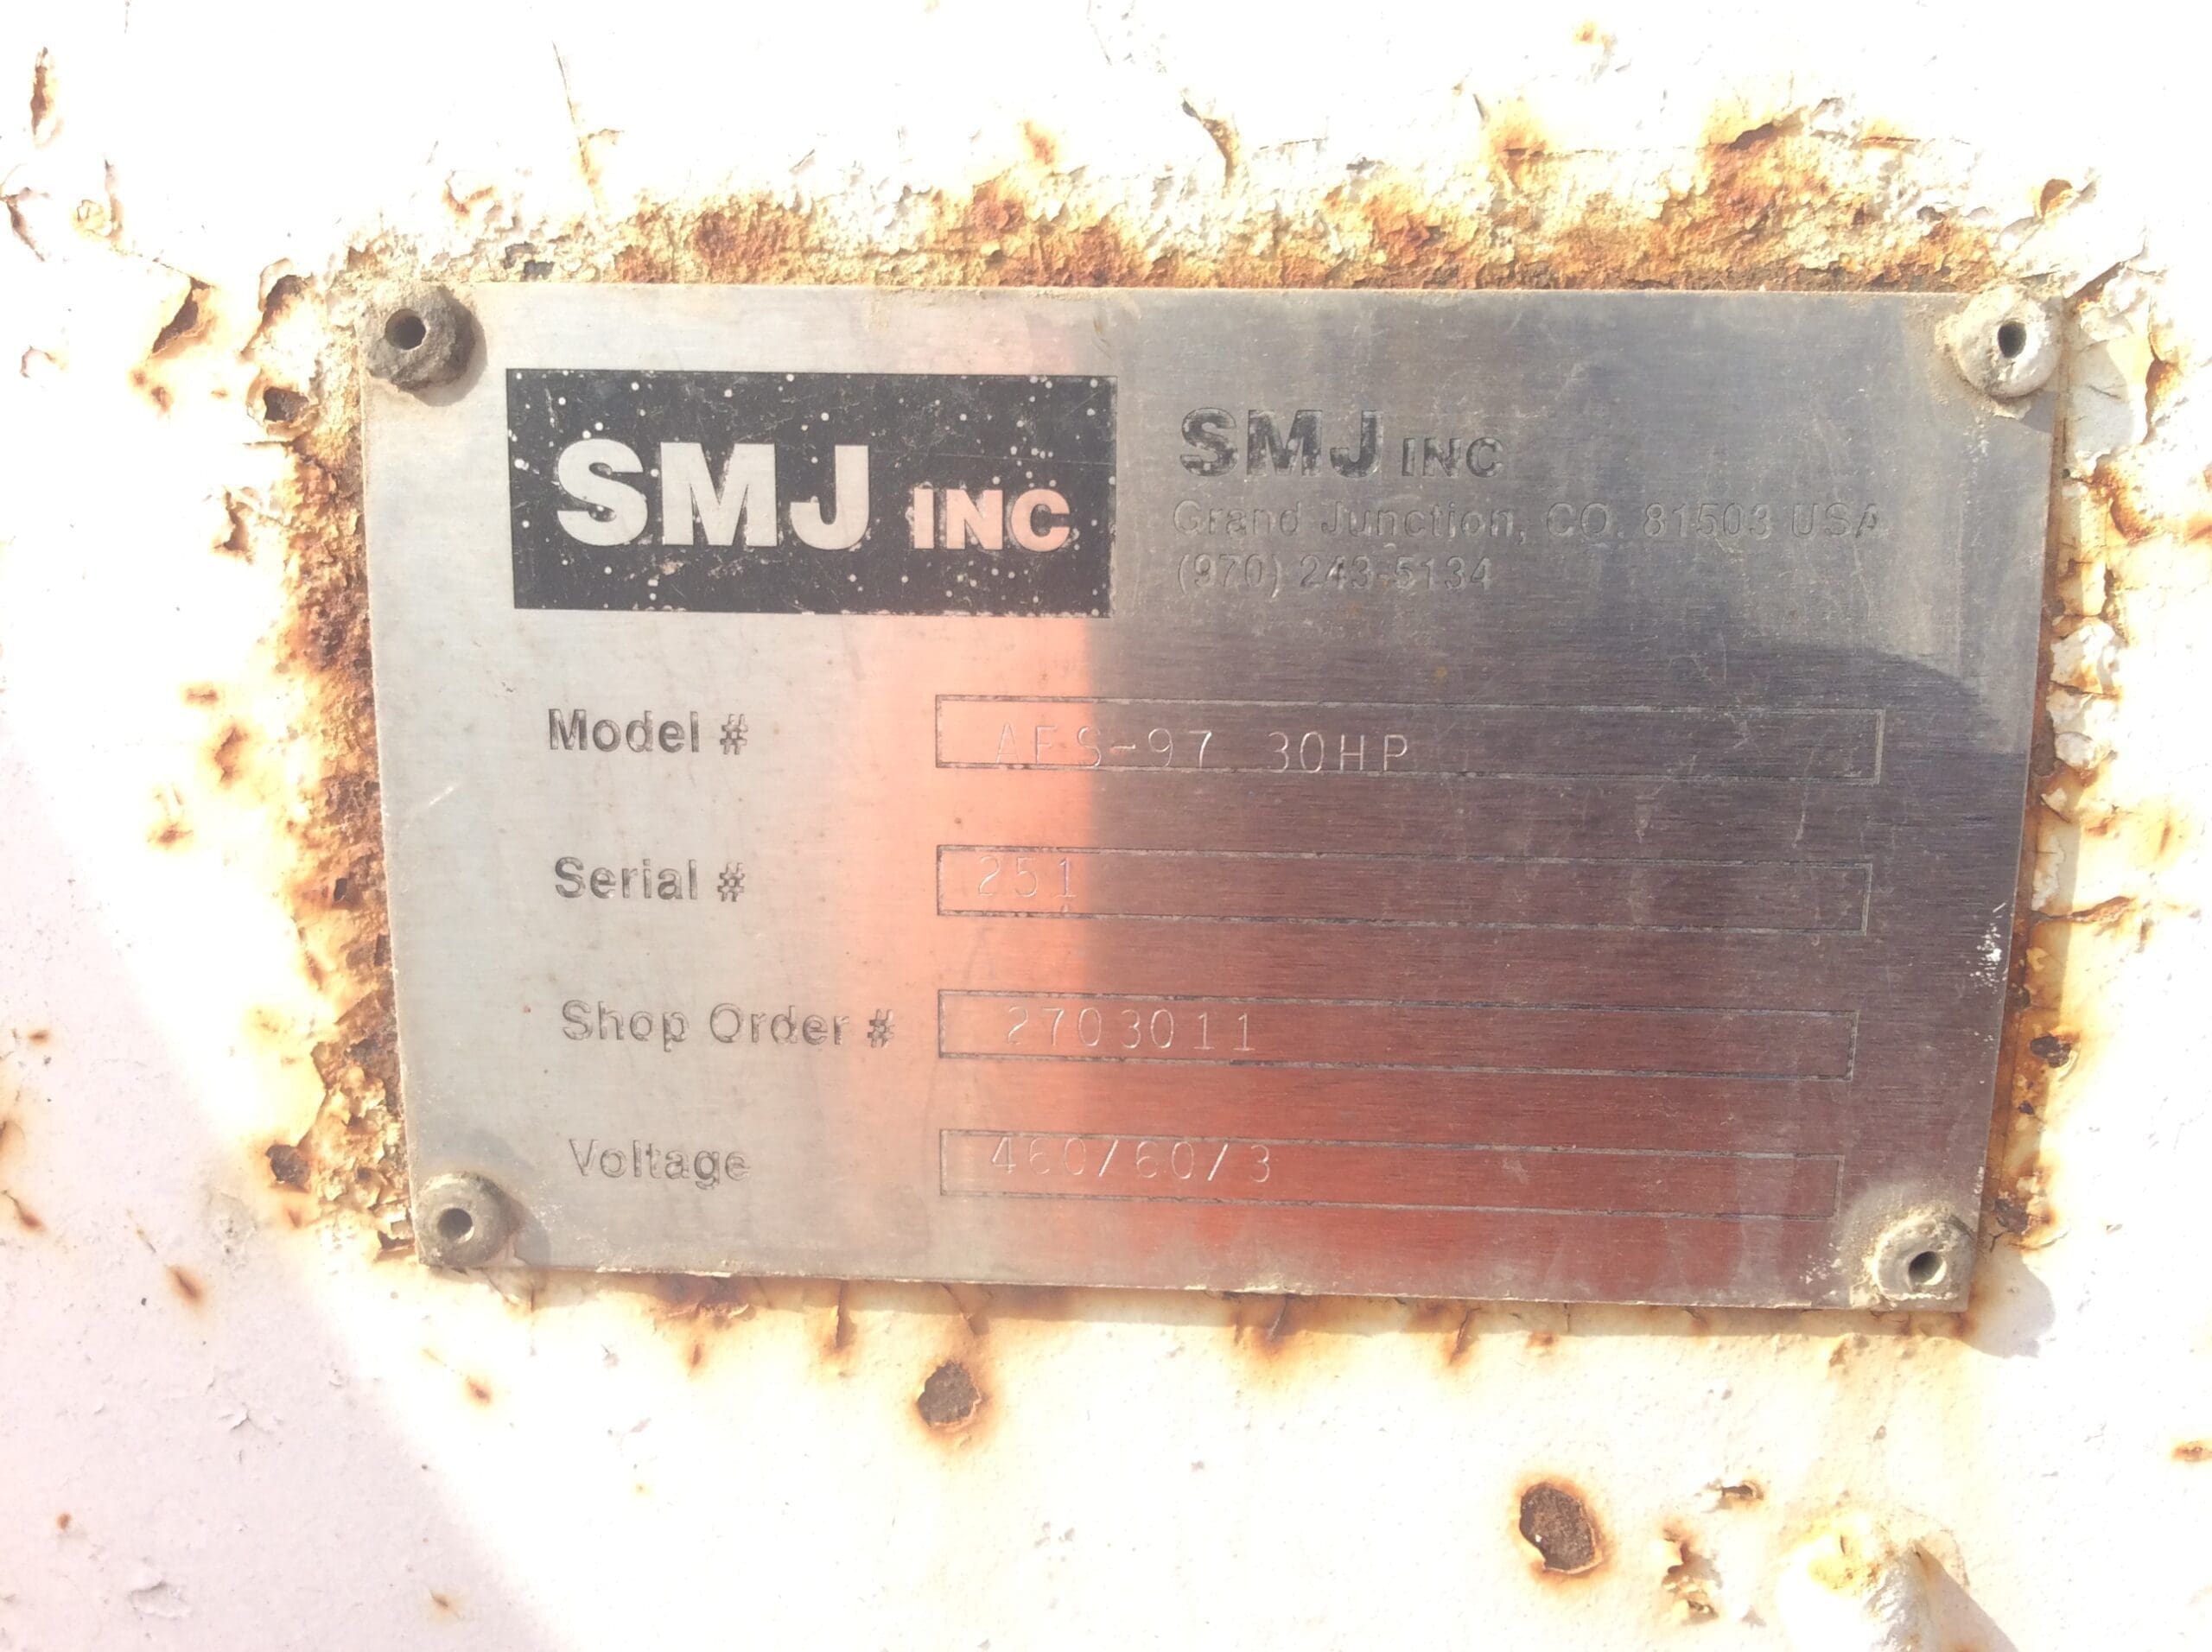 SMJ INC
SMJ INC
Grand Junction, CO. 81503 USA
(970) 243-5134
Model # AFS-97 30HP
Serial # 251
Shop Order # 2703011
Voltage 460/60/3